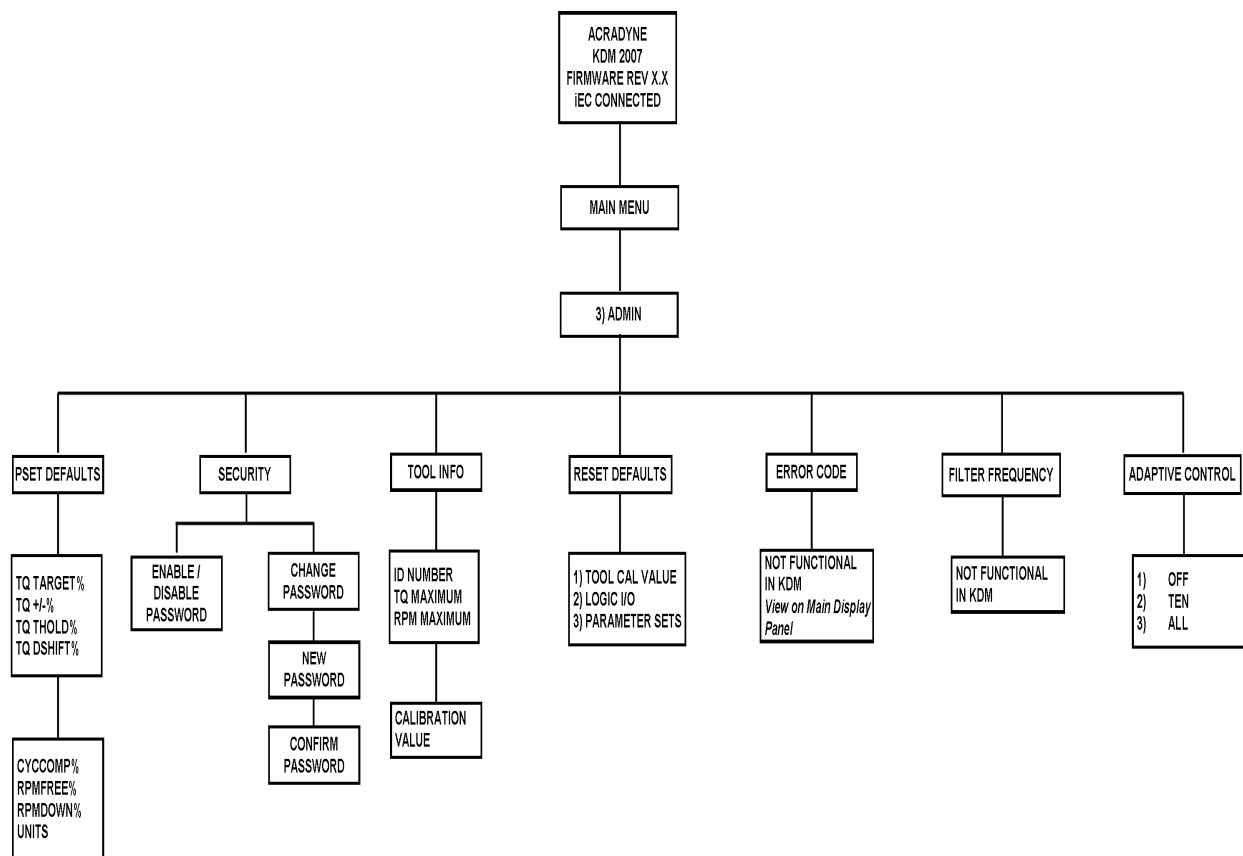 ACRADYNE
KDM 2007
FIRMWARE REV X.X
iEC CONNECTED
MAIN MENU
3) ADMIN
PSET DEFAULTS
SECURITY
TOOL INFO
RESET DEFAULTS
ERROR CODE
FILTER FREQUENCY
ADAPTIVE CONTROL
TQ TARGET%
TQ +/-%
TQ THOLD%
TQ DSHIFT%
CYCCOMP%
RPMFREE%
RPMDOWN%
UNITS
ENABLE /
DISABLE
PASSWORD
CHANGE
PASSWORD
NEW
PASSWORD
CONFIRM
PASSWORD
ID NUMBER
TQ MAXIMUM
RPM MAXIMUM
CALIBRATION
VALUE
1) TOOL CAL VALUE
2) LOGIC I/O
3) PARAMETER SETS
NOT FUNCTIONAL
IN KDM
View on Main Display
Panel
NOT FUNCTIONAL
IN KDM
1) OFF
2) TEN
3) ALL